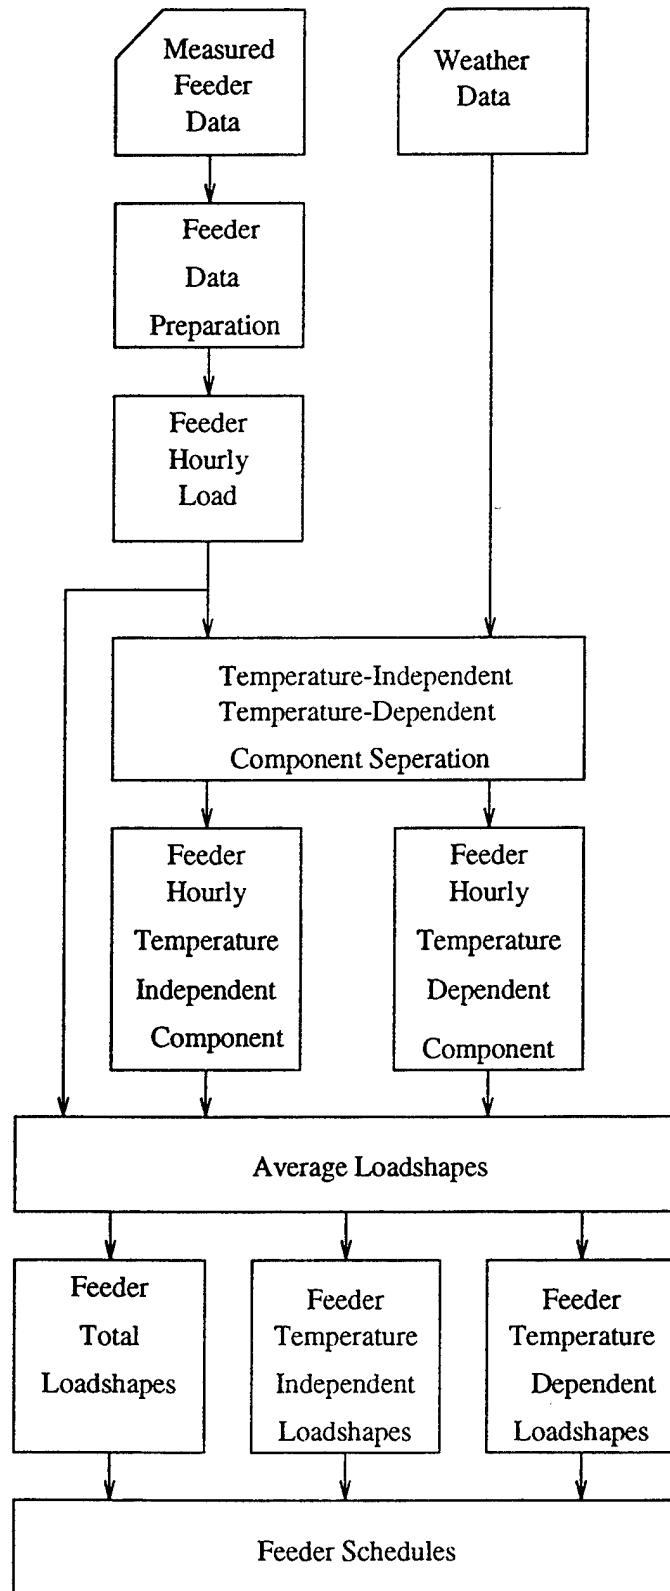 Measured
Feeder
Data
Weather
Data
Feeder
Data
Preparation
Feeder
Hourly
Load
Temperature-Independent
Temperature-Dependent
Component Seperation
Feeder
Hourly
Temperature
Independent
Component
Feeder
Hourly
Temperature
Dependent
Component
Average Loadshapes
Feeder
Total
Loadshapes
Feeder
Temperature
Independent
Loadshapes
Feeder
Temperature
Dependent
Loadshapes
Feeder Schedules